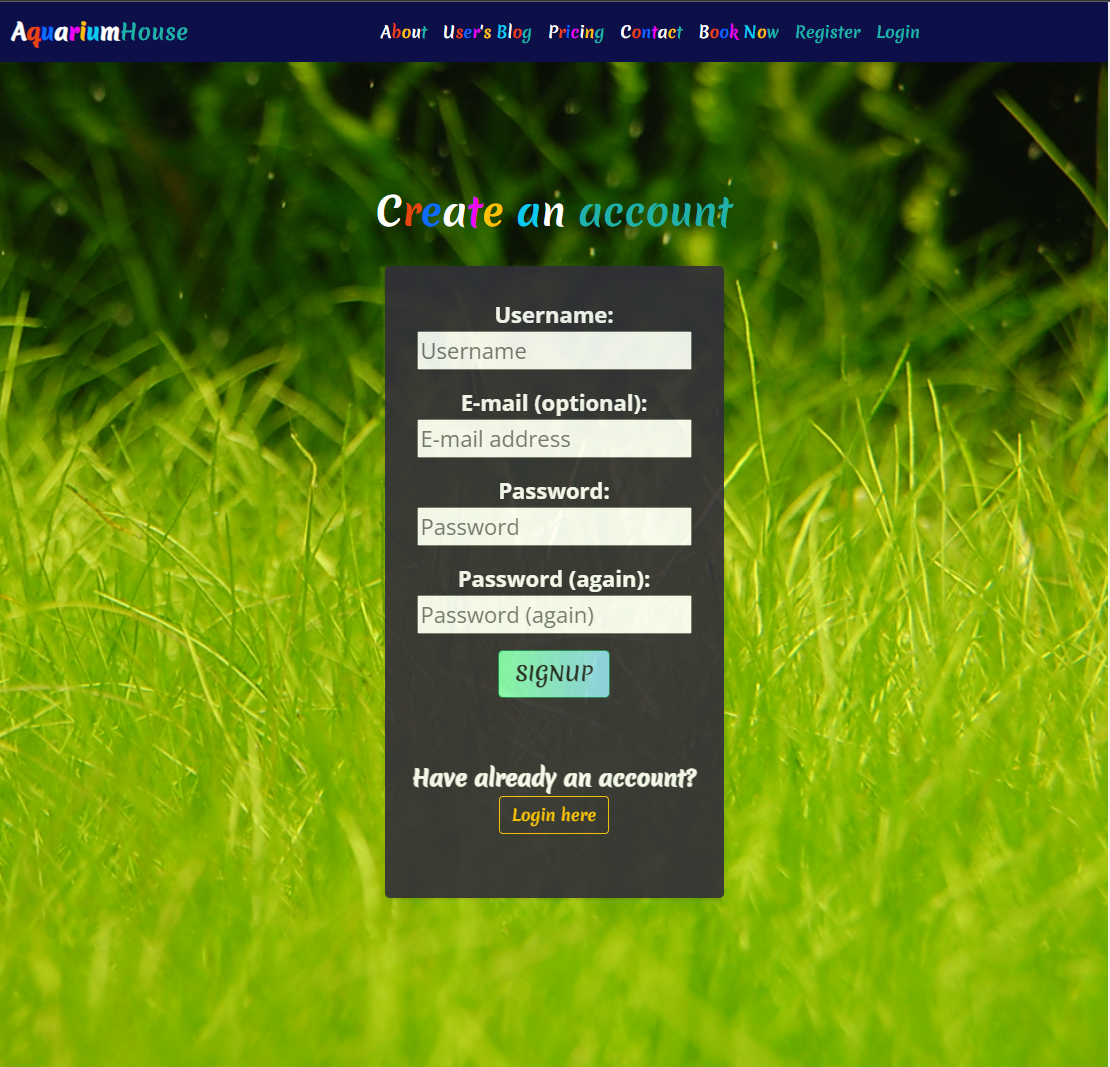 AquariumHouse About User's Blog Pricing Contact Book Now Register Login
Create an account
Username:
Username
E-mail (optional):
E-mail address
Password:
Password
Password (again):
Password (again)
SIGNUP
Have already an account?
Login here